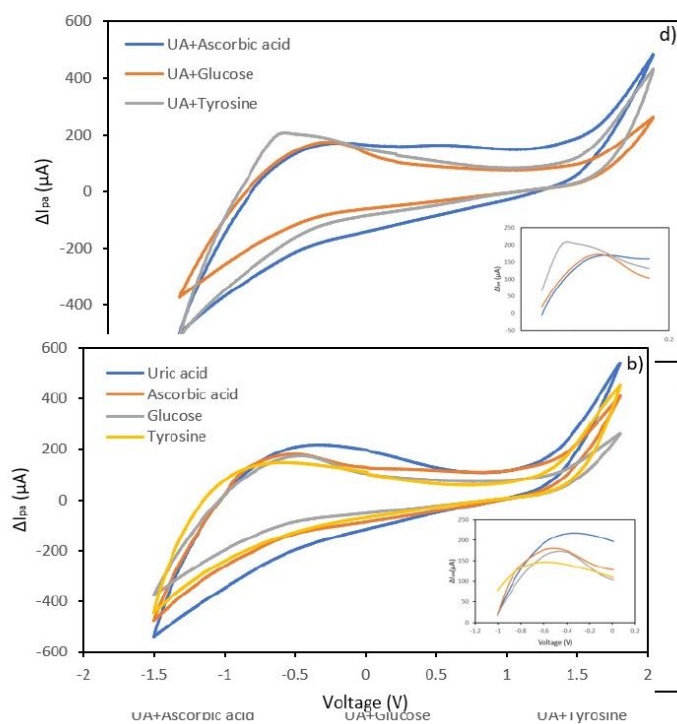 600
d)
UA+Ascorbic acid
UA+Glucose
UA+Tyrosine
400
200
0
-200
-400
ΔIpa (μA)
250
200
150
100
50
0
-50
0.2
600
b)
Uric acid
Ascorbic acid
Glucose
Tyrosine
400
200
0
-200
-400
-600
ΔIpa (μA)
250
200
150
100
50
0
-1.2 -1 -0.8 -0.6 -0.4 -0.2 0 0.2
Voltage (V)
-2 -1.5 -1 -0.5 0 0.5 1 1.5 2
Voltage (V)
UA+Ascorbic acid UA+Glucose UA+Tyrosine